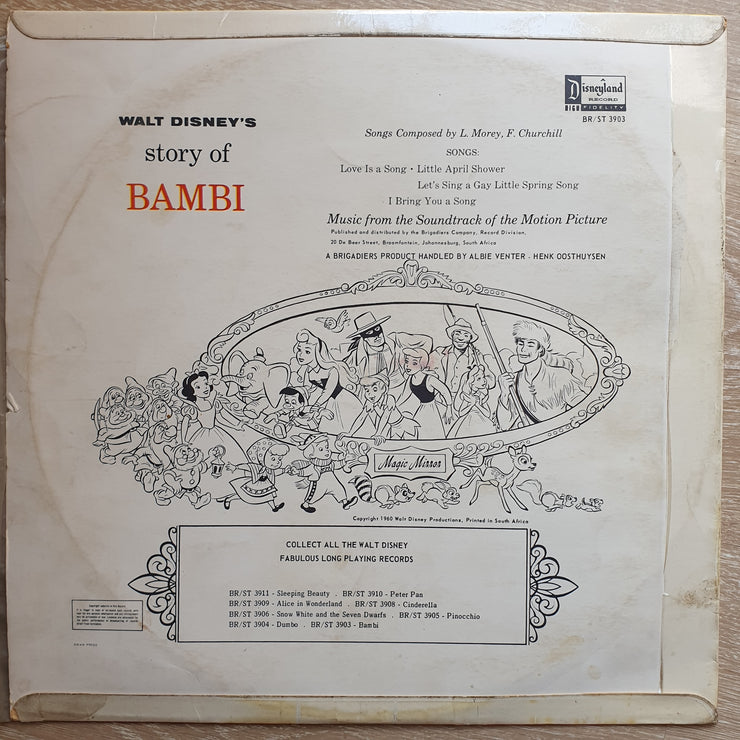 Disneyland
RECORD
HIGH FIDELITY
BR/ST 3903
WALT DISNEY'S
story of
BAMBI
Songs Composed by L. Morey, F. Churchill
SONGS:
Love Is a Song · Little April Shower
Let's Sing a Gay Little Spring Song
I Bring You a Song
Music from the Soundtrack of the Motion Picture
Published and distributed by the Brigadiers Company, Record Division,
20 De Beer Street, Braamfontein, Johannesburg, South Africa
A BRIGADIERS PRODUCT HANDLED BY ALBIE VENTER - HENK OOSTHUYSEN
Magic Mirror
Copyright 1960 Walt Disney Productions, Printed in South Africa
COLLECT ALL THE WALT DISNEY
FABULOUS LONG PLAYING RECORDS
BR/ST 3911 - Sleeping Beauty . BR/ST 3910 - Peter Pan
BR/ST 3909 - Alice in Wonderland . BR/ST 3908 - Cinderella
BR/ST 3906 - Snow White and the Seven Dwarfs . BR/ST 3905 - Pinocchio
BR/ST 3904 - Dumbo . BR/ST 3903 - Bambi